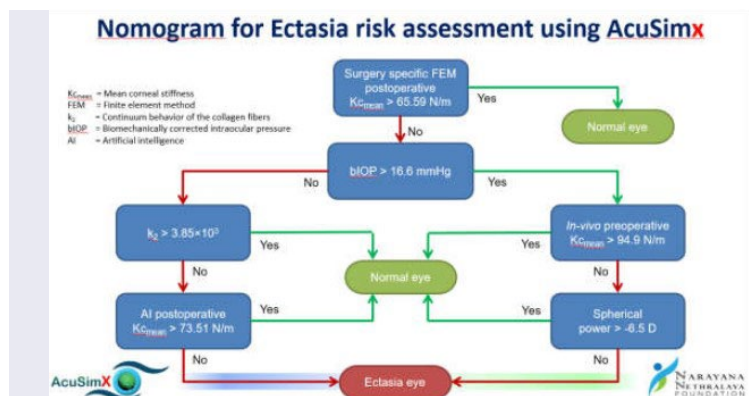 Nomogram for Ectasia risk assessment using AcuSimx
Kcmean = Mean corneal stiffness
FEM = Finite element method
k₂ = Continuum behavior of the collagen fibers
bIOP = Biomechanically corrected intraocular pressure
AI = Artificial intelligence
Surgery specific FEM
postoperative
Kcmean > 65.59 N/m
Yes
Normal eye
No
bIOP > 16.6 mmHg
No
Yes
k₂ > 3.85×10³
Yes
No
In-vivo preoperative
Kcmean > 94.9 N/m
Yes
No
Normal eye
AI postoperative
Kcmean > 73.51 N/m
Yes
No
Spherical
power > -6.5 D
Yes
No
Ectasia eye
AcuSimX
NARAYANA
NETHRALAYA
FOUNDATION